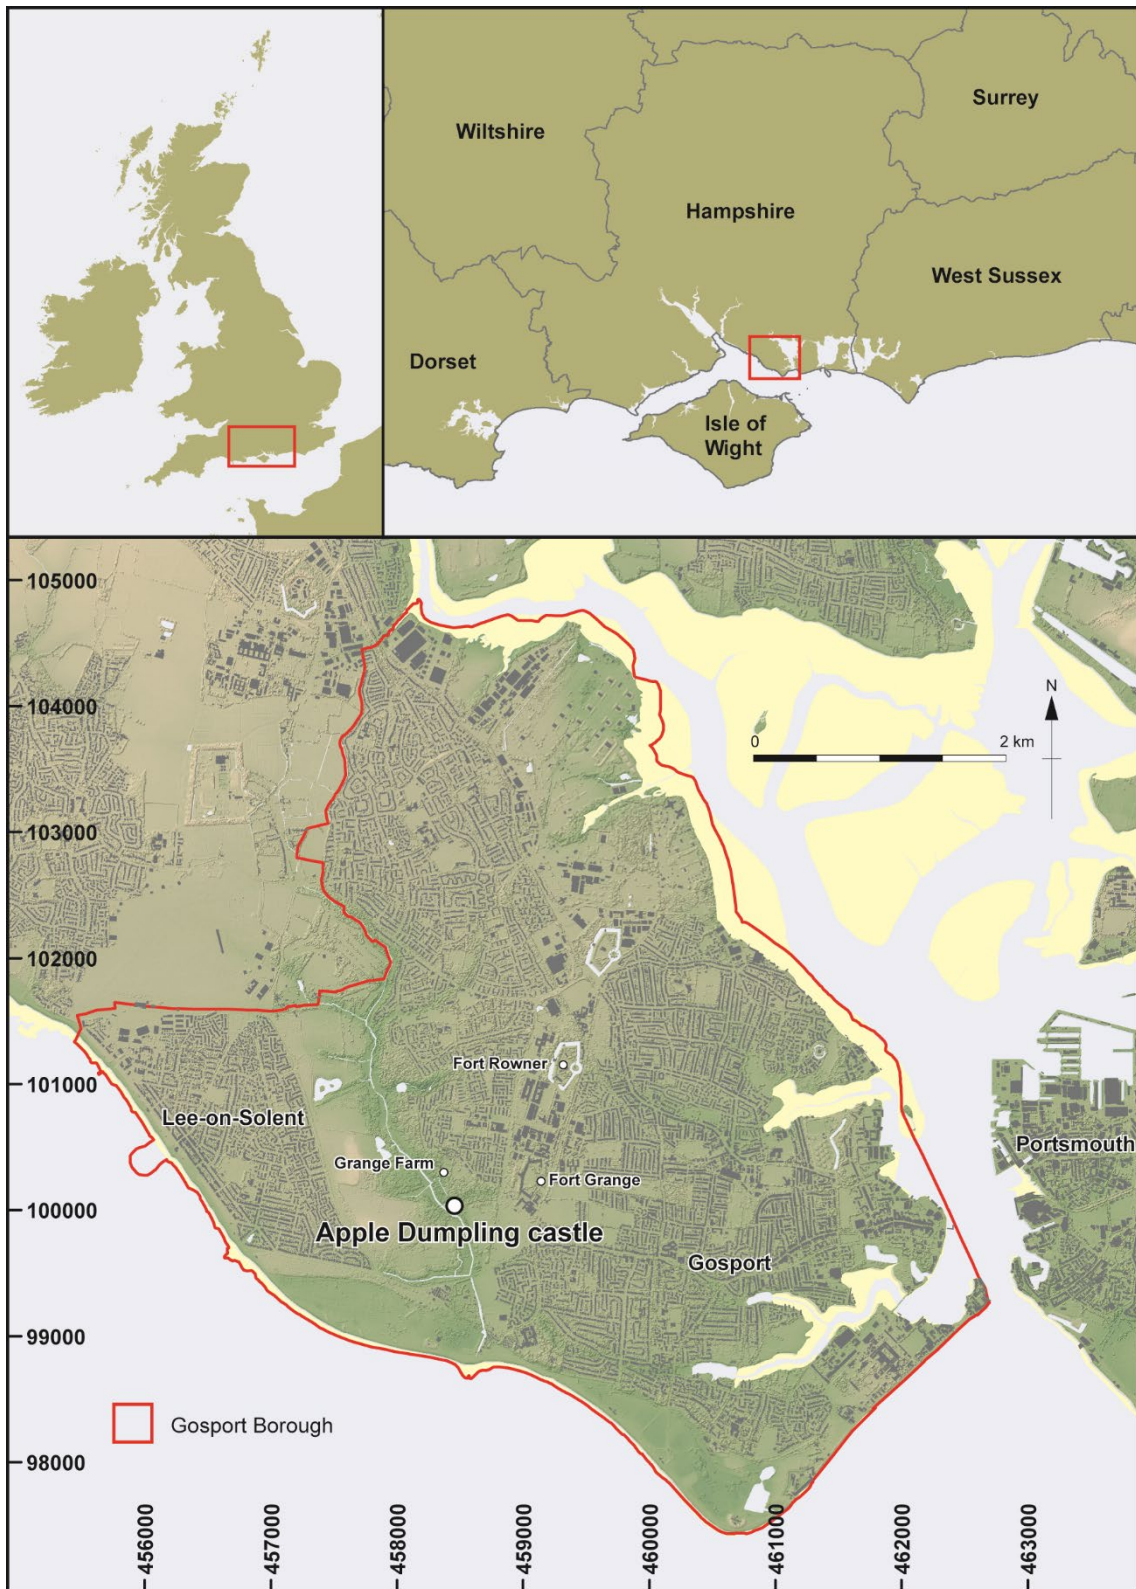 Wiltshire
Surrey
Hampshire
West Sussex
Dorset
Isle of
Wight
105000
104000
N
0
2 km
103000
102000
Fort Rowner
101000
Lee-on-Solent
Portsmouth
Grange Farm
Fort Grange
100000
Apple Dumpling castle
Gosport
99000
Gosport Borough
98000
456000
457000
458000
459000
460000
461000
462000
463000